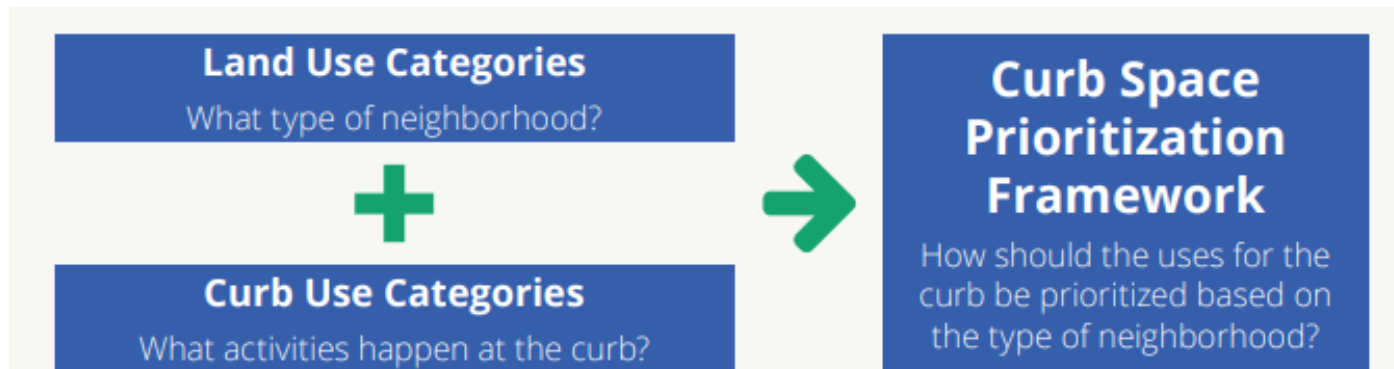 Land Use Categories
What type of neighborhood?
Curb Use Categories
What activities happen at the curb?
Curb Space
Prioritization
Framework
How should the uses for the
curb be prioritized based on
the type of neighborhood?